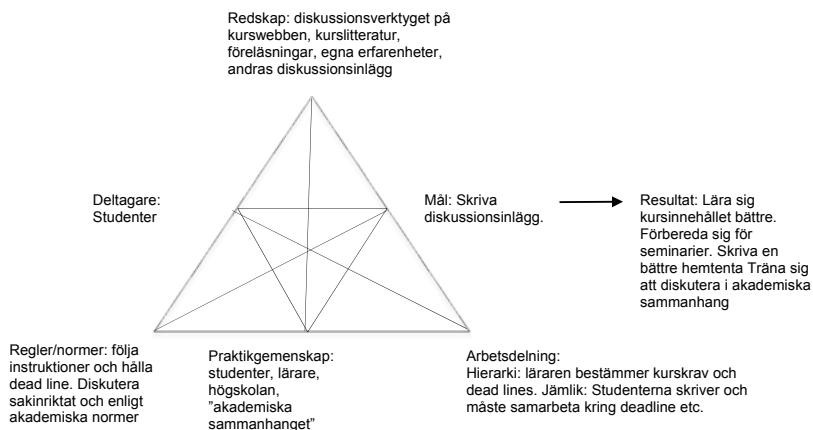 Redskap: diskussionsverktyget på
kurswebben, kurslitteratur,
föreläsningar, egna erfarenheter,
andras diskussionsinlägg
Deltagare:
Studenter
Mål: Skriva
diskussionsinlägg.
Resultat: Lära sig
kursinnehållet bättre.
Förbereda sig för
seminarier. Skriva en
bättre hemtenta Träna sig
att diskutera i akademiska
sammanhang
Regler/normer: följa
instruktioner och hålla
dead line. Diskutera
sakinriktat och enligt
akademiska normer
Praktikgemenskap:
studenter, lärare,
högskolan,
”akademiska
sammanhanget”
Arbetsdelning:
Hierarki: läraren bestämmer kurskrav och
dead lines. Jämlik: Studenterna skriver och
måste samarbeta kring deadline etc.